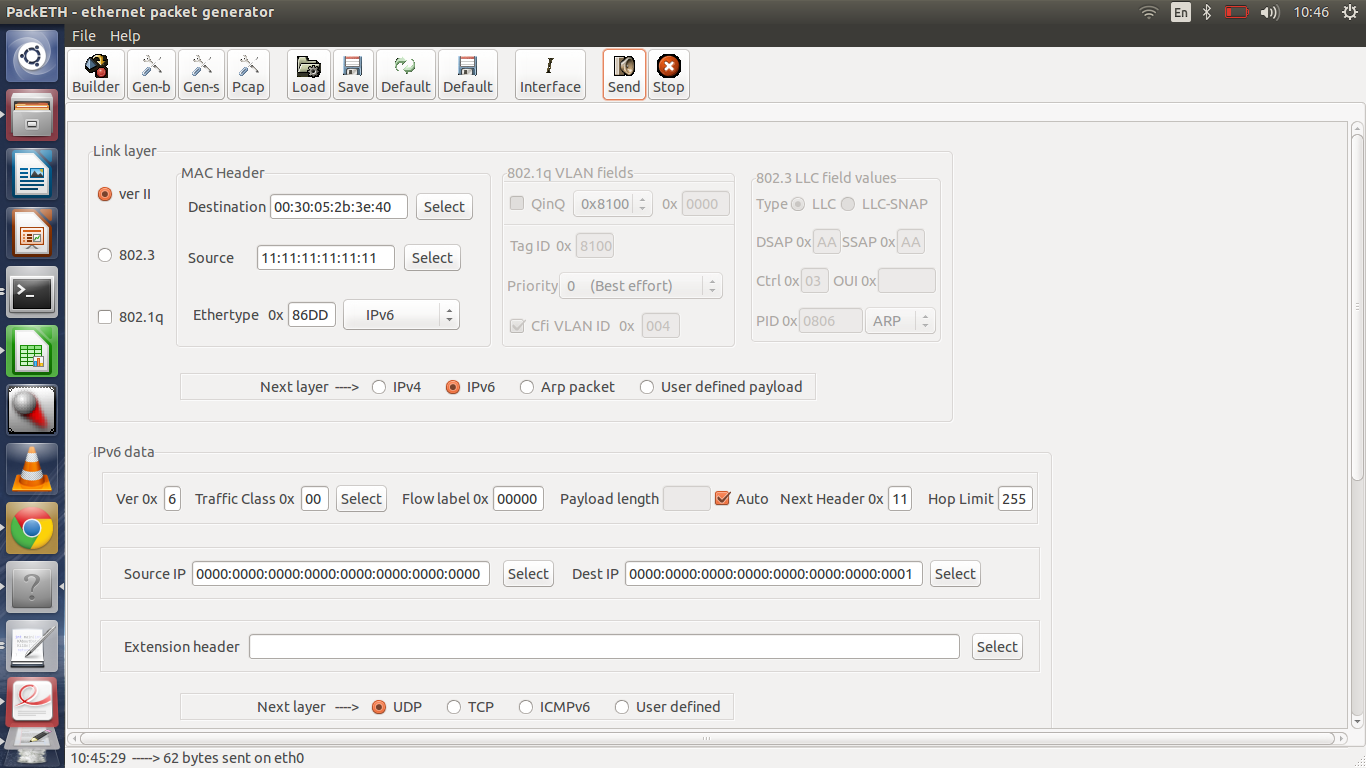 PackETH - ethernet packet generator
En
10:46
File Help
Builder Gen-b Gen-s Pcap Load Save Default Default Interface Send Stop
Link layer
ver II
802.3
802.1q
MAC Header
Destination 00:30:05:2b:3e:40 Select
Source 11:11:11:11:11:11 Select
Ethertype 0x 86DD IPv6
802.1q VLAN fields
QinQ 0x8100 0x 0000
Tag ID 0x 8100
Priority 0 (Best effort)
Cfi VLAN ID 0x 004
802.3 LLC field values
Type LLC LLC-SNAP
DSAP 0x AA SSAP 0x AA
Ctrl 0x 03 OUI 0x
PID 0x 0806 ARP
Next layer ----> IPv4 IPv6 Arp packet User defined payload
IPv6 data
Ver 0x 6 Traffic Class 0x 00 Select Flow label 0x 00000 Payload length Auto Next Header 0x 11 Hop Limit 255
Source IP 0000:0000:0000:0000:0000:0000:0000:0000 Select Dest IP 0000:0000:0000:0000:0000:0000:0000:0001 Select
Extension header Select
Next layer ----> UDP TCP ICMPv6 User defined
10:45:29 -----> 62 bytes sent on eth0